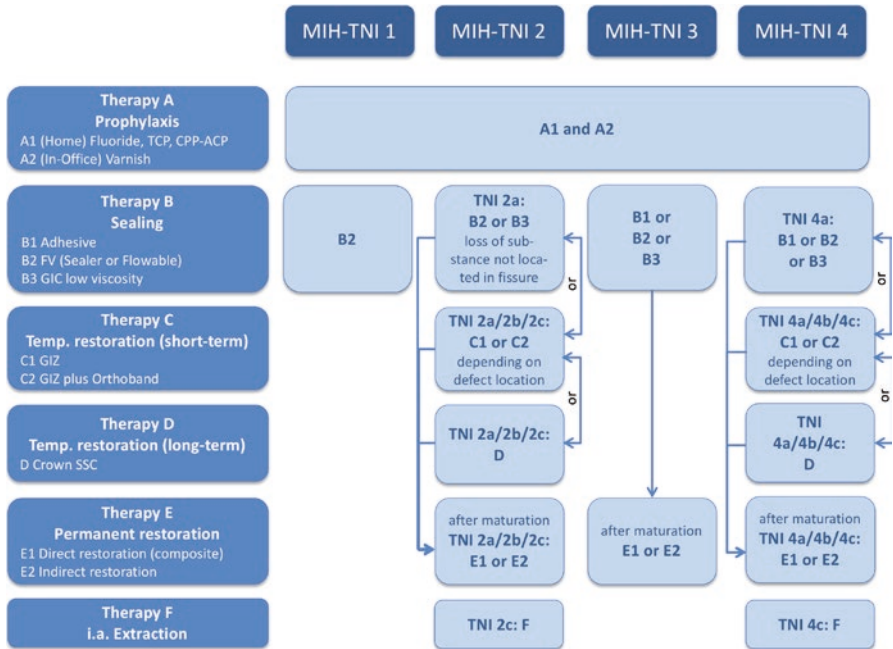 MIH-TNI 1
MIH-TNI 2
MIH-TNI 3
MIH-TNI 4
Therapy A
Prophylaxis
A1 (Home) Fluoride, TCP, CPP-ACP
A2 (In-Office) Varnish
A1 and A2
Therapy B
Sealing
B1 Adhesive
B2 FV (Sealer or Flowable)
B3 GIC low viscosity
B2
TNI 2a:
B2 or B3
loss of sub-
stance not loca-
ted in fissure
or
B1 or
B2 or
B3
TNI 4a:
B1 or B2
or B3
or
Therapy C
Temp. restoration (short-term)
C1 GIZ
C2 GIZ plus Orthoband
TNI 2a/2b/2c:
C1 or C2
depending on
defect location
or
TNI 4a/4b/4c:
C1 or C2
depending on
defect location
or
Therapy D
Temp. restoration (long-term)
D Crown SSC
TNI 2a/2b/2c:
D
TNI
4a/4b/4c:
D
Therapy E
Permanent restoration
E1 Direct restoration (composite)
E2 Indirect restoration
after maturation
TNI 2a/2b/2c:
E1 or E2
after maturation
E1 or E2
after maturation
TNI 4a/4b/4c:
E1 or E2
Therapy F
i.a. Extraction
TNI 2c: F
TNI 4c: F